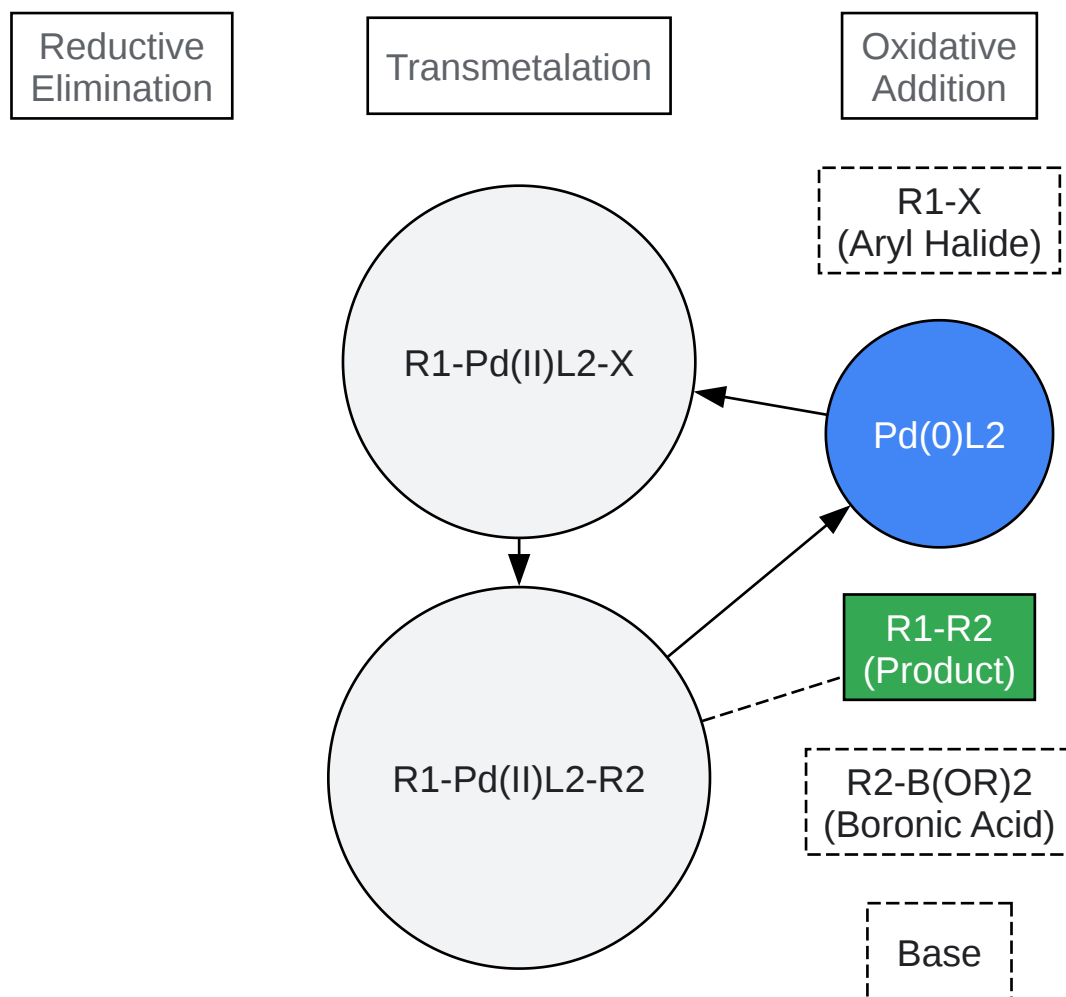 Reductive
Elimination
Transmetalation
Oxidative
Addition
R1-X
(Aryl Halide)
R1-Pd(II)L2-X
Pd(0)L2
R1-R2
(Product)
R1-Pd(II)L2-R2
R2-B(OR)2
(Boronic Acid)
Base